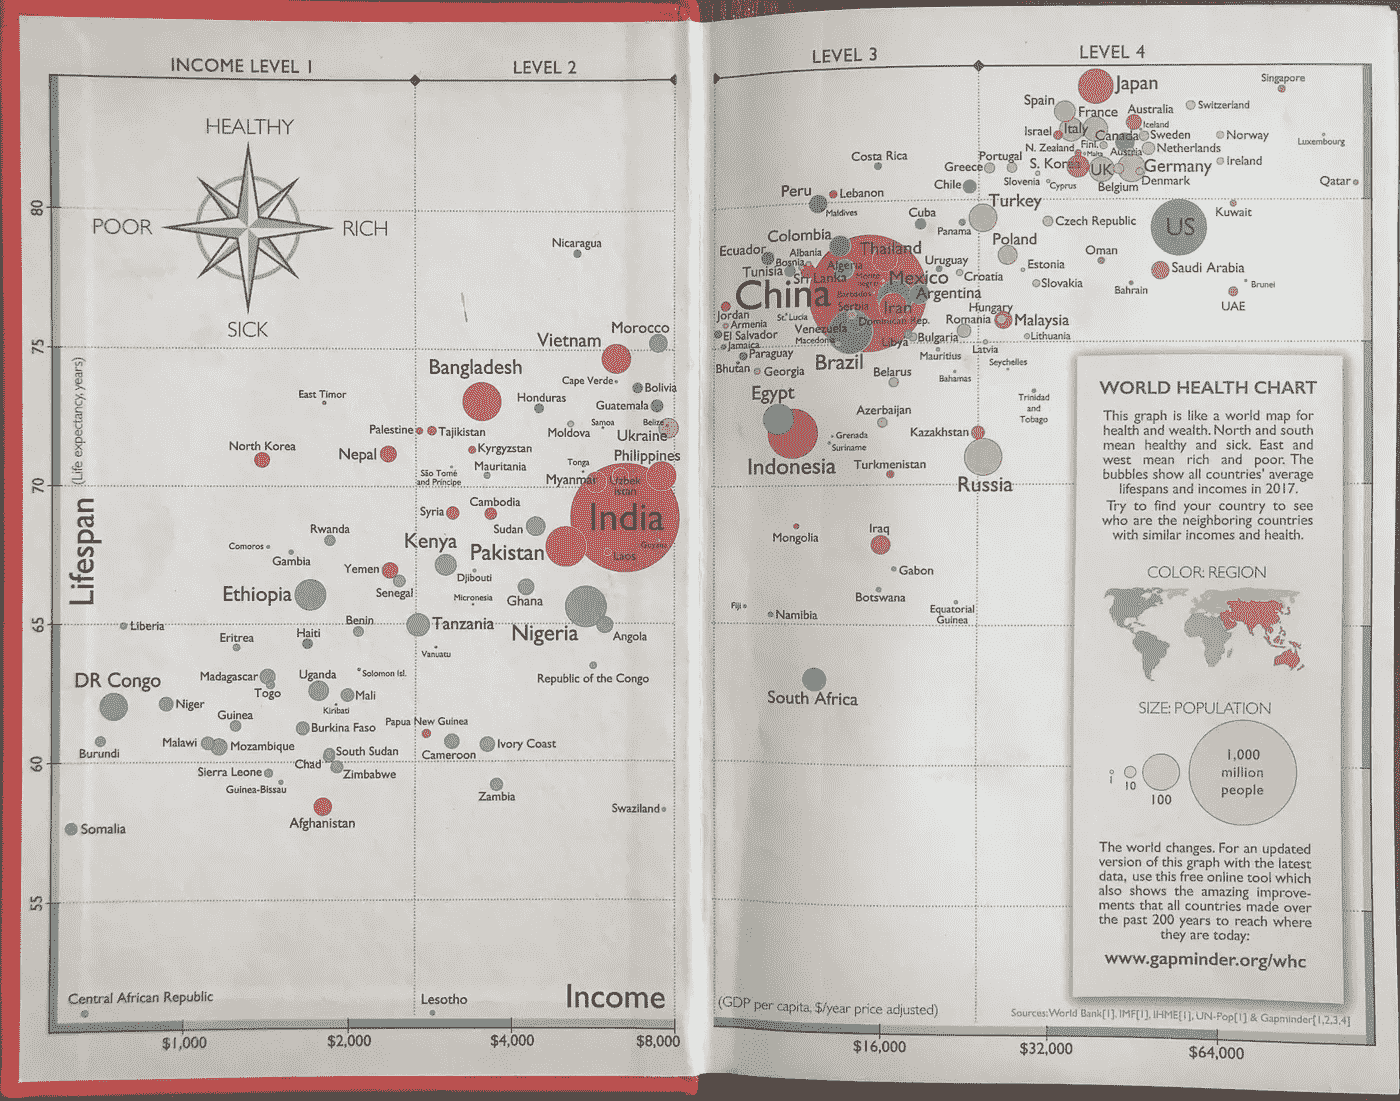 INCOME LEVEL 1
LEVEL 2
LEVEL 3
LEVEL 4
HEALTHY
POOR
RICH
SICK
Lifespan
(Life expectancy, years)
80
75
70
65
60
55
Nicaragua
Morocco
Vietnam
Bangladesh
Cape Verde
Bolivia
East Timor
Honduras
Guatemala
Samoa
Belize
Palestine
Tajikistan
Moldova
Ukraine
North Korea
Nepal
Kyrgyzstan
Philippines
Mauritania
Tonga
São Tomé
and Príncipe
Myanmar
Uzbek
istan
Cambodia
Syria
India
Rwanda
Sudan
Kenya
Pakistan
Guyana
Laos
Comoros
Gambia
Yemen
Djibouti
Senegal
Ethiopia
Micronesia
Ghana
Benin
Tanzania
Nigeria
Angola
Liberia
Eritrea
Haiti
Vanuatu
Madagascar
Uganda
Solomon Isl.
Republic of the Congo
DR Congo
Togo
Mali
Niger
Kiribati
Guinea
Burkina Faso
Papua New Guinea
Malawi
Mozambique
South Sudan
Cameroon
Ivory Coast
Burundi
Chad
Zimbabwe
Sierra Leone
Guinea-Bissau
Zambia
Swaziland
Afghanistan
Somalia
Central African Republic
Lesotho
Income
$1,000
$2,000
$4,000
$8,000
Japan
Singapore
Spain
France
Australia
Switzerland
Iceland
Israel
Italy
Canada
Sweden
Norway
Luxembourg
N. Zealand
Finl.
Malta
Austria
Netherlands
Costa Rica
Portugal
Greece
S. Korea
UK
Germany
Ireland
Chile
Slovenia
Cyprus
Belgium
Denmark
Qatar
Peru
Lebanon
Maldives
Turkey
Kuwait
Cuba
Panama
Czech Republic
US
Colombia
Thailand
Poland
Ecuador
Albania
Bosnia
Algeria
Uruguay
Oman
Tunisia
Sri Lanka
Monte
negro
Mexico
Croatia
Estonia
Saudi Arabia
China
Barbados
Argentina
Slovakia
Bahrain
Brunei
UAE
Serbia
Iran
Hungary
Jordan
St. Lucia
Dominican Rep.
Romania
Malaysia
Armenia
Venezuela
El Salvador
Macedonia
Libya
Bulgaria
Lithuania
Jamaica
Paraguay
Brazil
Mauritius
Latvia
Seychelles
Bhutan
Georgia
Belarus
Bahamas
Egypt
Trinidad
and
Tobago
Azerbaijan
Grenada
Suriname
Kazakhstan
Indonesia
Turkmenistan
Russia
Mongolia
Iraq
Gabon
Botswana
Fiji
Namibia
Equatorial
Guinea
South Africa
WORLD HEALTH CHART
This graph is like a world map for
health and wealth. North and south
mean healthy and sick. East and
west mean rich and poor. The
bubbles show all countries' average
lifespans and incomes in 2017.
Try to find your country to see
who are the neighboring countries
with similar incomes and health.
COLOR: REGION
SIZE: POPULATION
1
10
100
1,000
million
people
The world changes. For an updated
version of this graph with the latest
data, use this free online tool which
also shows the amazing improve-
ments that all countries made over
the past 200 years to reach where
they are today:
www.gapminder.org/whc
(GDP per capita, $/year price adjusted)
Sources: World Bank[1], IMF[1], IHME[1], UN-Pop[1] & Gapminder[1,2,3,4]
$16,000
$32,000
$64,000